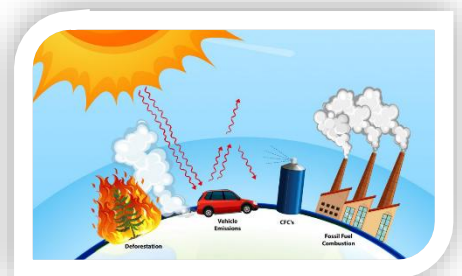 Deforestation
Vehicle
Emissions
CFC's
Fossil Fuel
Combustion